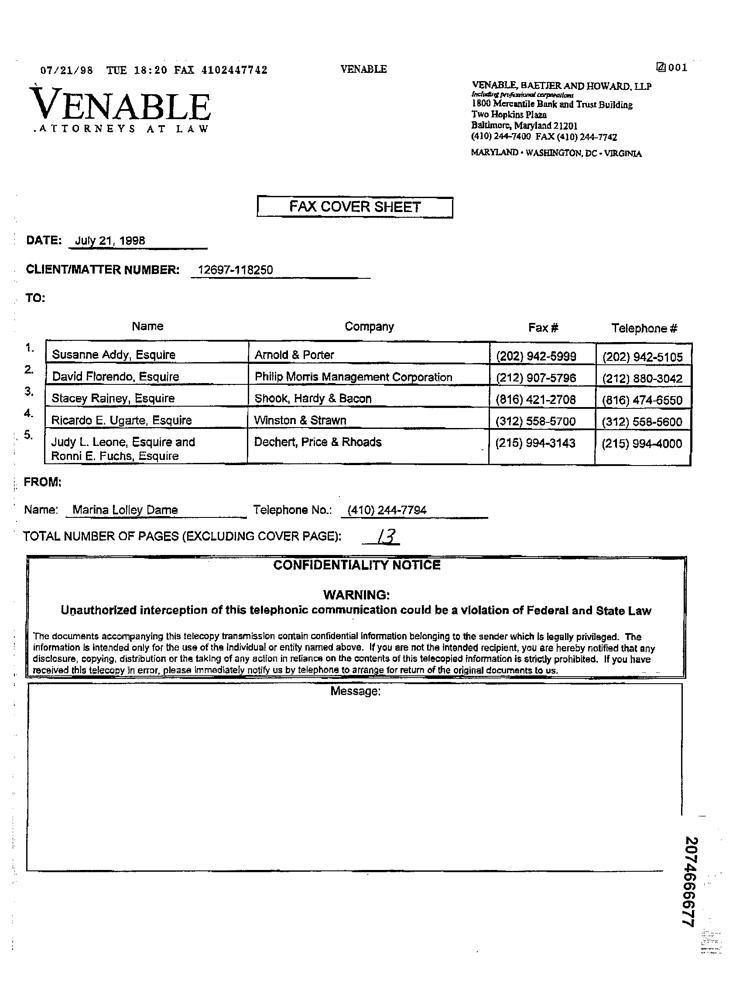 07/21/98 TUE 18:20 FAX 4102447742 VENABLE 001
VENABLE
ATTORNEYS AT LAW
VENABLE, BAETJER AND HOWARD, LLP
Including professional corporations
1800 Mercantile Bank and Trust Building
Two Hopkins Plaza
Baltimore, Maryland 21201
(410) 244-7400 FAX (410) 244-7742
MARYLAND • WASHINGTON, DC • VIRGINIA
FAX COVER SHEET
DATE: July 21, 1998
CLIENT/MATTER NUMBER: 12697-118250
TO:
Name Company Fax # Telephone #
1. Susanne Addy, Esquire Arnold & Porter (202) 942-5999 (202) 942-5105
2. David Florendo, Esquire Philip Morris Management Corporation (212) 907-5796 (212) 880-3042
3. Stacey Rainey, Esquire Shook, Hardy & Bacon (816) 421-2708 (816) 474-6550
4. Ricardo E. Ugarte, Esquire Winston & Strawn (312) 558-5700 (312) 558-5600
5. Judy L. Leone, Esquire and Dechert, Price & Rhoads (215) 994-3143 (215) 994-4000
Ronni E. Fuchs, Esquire
FROM:
Name: Marina Lolley Dame Telephone No.: (410) 244-7794
TOTAL NUMBER OF PAGES (EXCLUDING COVER PAGE): 13
CONFIDENTIALITY NOTICE
WARNING:
Unauthorized interception of this telephonic communication could be a violation of Federal and State Law
The documents accompanying this telecopy transmission contain confidential information belonging to the sender which is legally privileged. The
information is intended only for the use of the individual or entity named above. If you are not the intended recipient, you are hereby notified that any
disclosure, copying, distribution or the taking of any action in reliance on the contents of this telecopied information is strictly prohibited. If you have
received this telecopy in error, please immediately notify us by telephone to arrange for return of the original documents to us.
Message:
2074666677